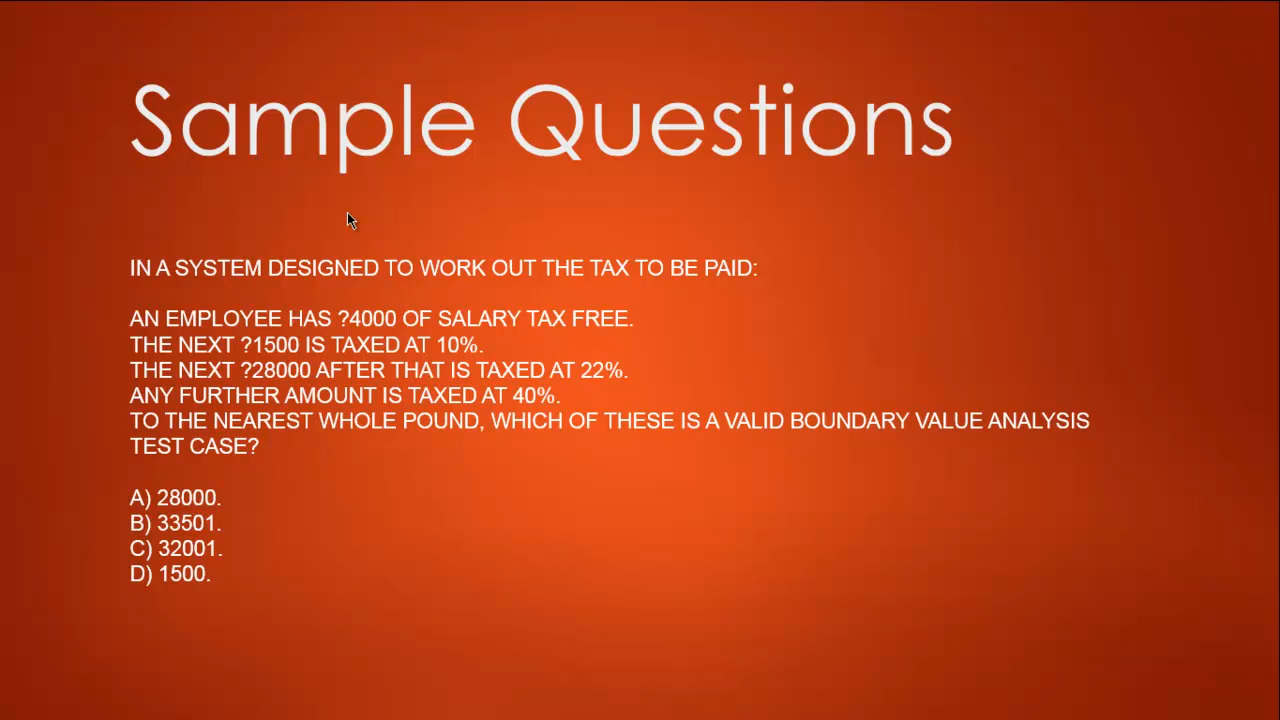 Sample Questions
IN A SYSTEM DESIGNED TO WORK OUT THE TAX TO BE PAID:
AN EMPLOYEE HAS ?4000 OF SALARY TAX FREE.
THE NEXT ?1500 IS TAXED AT 10%.
THE NEXT ?28000 AFTER THAT IS TAXED AT 22%.
ANY FURTHER AMOUNT IS TAXED AT 40%.
TO THE NEAREST WHOLE POUND, WHICH OF THESE IS A VALID BOUNDARY VALUE ANALYSIS
TEST CASE?
A) 28000.
B) 33501.
C) 32001.
D) 1500.